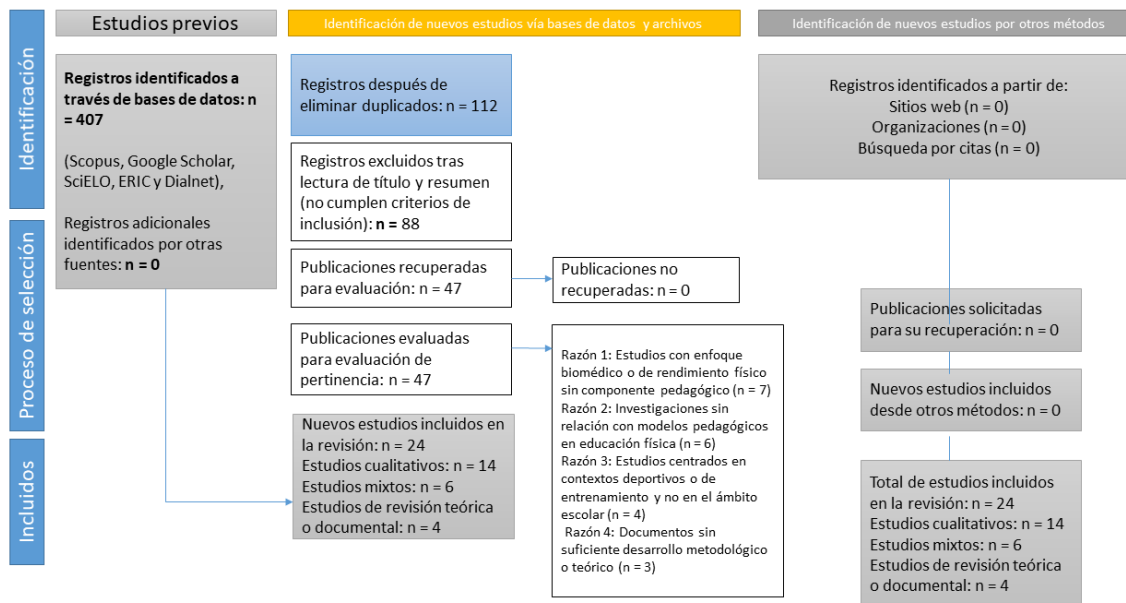 Estudios previos
Identificación de nuevos estudios vía bases de datos y archivos
Identificación de nuevos estudios por otros métodos
Identificación
Registros identificados a
través de bases de datos: n
= 407
(Scopus, Google Scholar,
SciELO, ERIC y Dialnet),
Registros adicionales
identificados por otras
fuentes: n = 0
Registros después de
eliminar duplicados: n = 112
Registros excluidos tras
lectura de título y resumen
(no cumplen criterios de
inclusión): n = 88
Registros identificados a partir de:
Sitios web (n = 0)
Organizaciones (n = 0)
Búsqueda por citas (n = 0)
Proceso de selección
Publicaciones recuperadas
para evaluación: n = 47
Publicaciones no
recuperadas: n = 0
Publicaciones evaluadas
para evaluación de
pertinencia: n = 47
Razón 1: Estudios con enfoque
biomédico o de rendimiento físico
sin componente pedagógico (n = 7)
Razón 2: Investigaciones sin
relación con modelos pedagógicos
en educación física (n = 6)
Razón 3: Estudios centrados en
contextos deportivos o de
entrenamiento y no en el ámbito
escolar (n = 4)
Razón 4: Documentos sin
suficiente desarrollo metodológico
o teórico (n = 3)
Publicaciones solicitadas
para su recuperación: n = 0
Nuevos estudios incluidos
desde otros métodos: n = 0
Incluidos
Nuevos estudios incluidos en
la revisión: n = 24
Estudios cualitativos: n = 14
Estudios mixtos: n = 6
Estudios de revisión teórica
o documental: n = 4
Total de estudios incluidos
en la revisión: n = 24
Estudios cualitativos: n = 14
Estudios mixtos: n = 6
Estudios de revisión teórica
o documental: n = 4